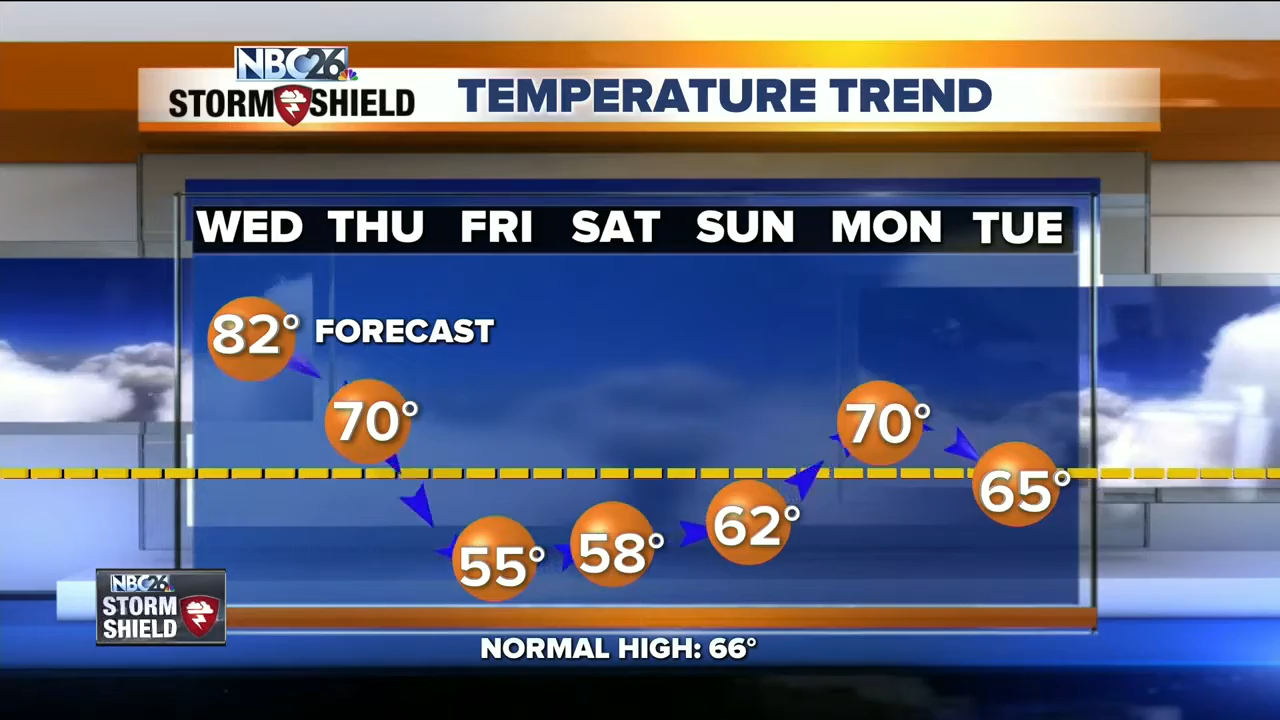 NBC26
STORM SHIELD
TEMPERATURE TREND
WED THU FRI SAT SUN MON TUE
82° FORECAST
70°
70°
65°
62°
58°
55°
NBC26
STORM
SHIELD
NORMAL HIGH: 66°